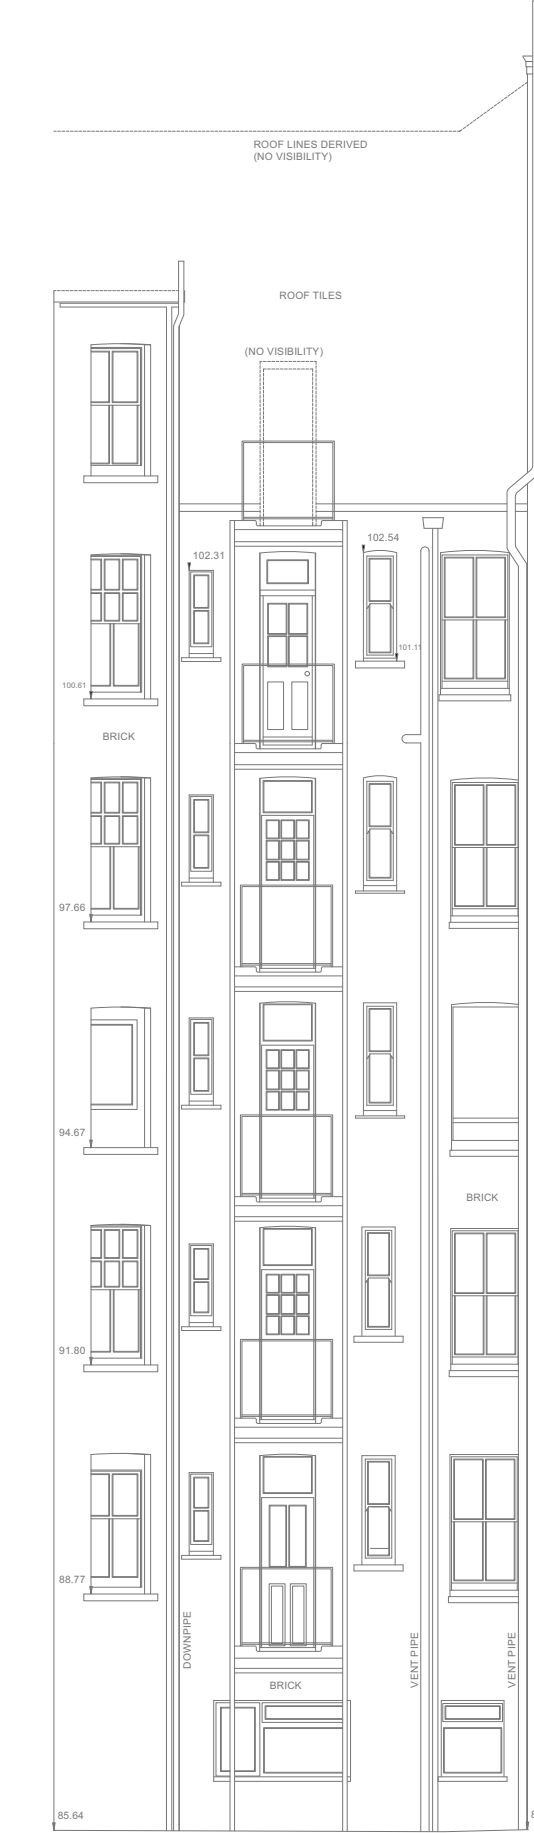 ROOF LINES DERIVED
(NO VISIBILITY)
ROOF TILES
(NO VISIBILITY)
102.31
102.54
101.11
100.61
BRICK
97.66
94.67
BRICK
91.80
88.77
DOWNPIPE
VENT PIPE
VENT PIPE
BRICK
85.64